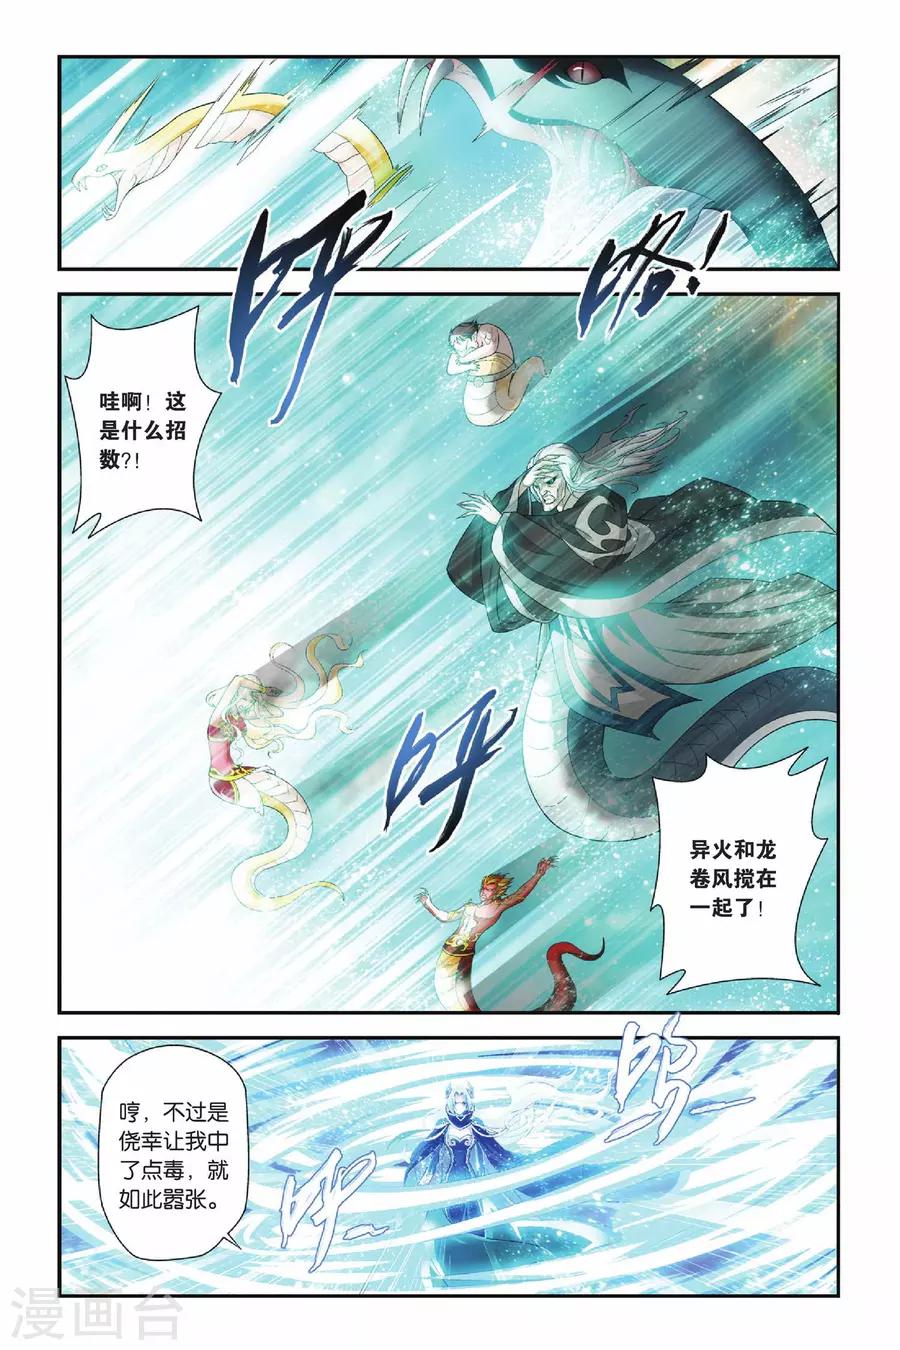 呼
咯!
哇啊！这
是什么招
数?!
呼
异火和龙
卷风搅在
一起了!
呜
哼，不过是
侥幸让我中
了点毒，就
如此嚣张。
呼
漫画台